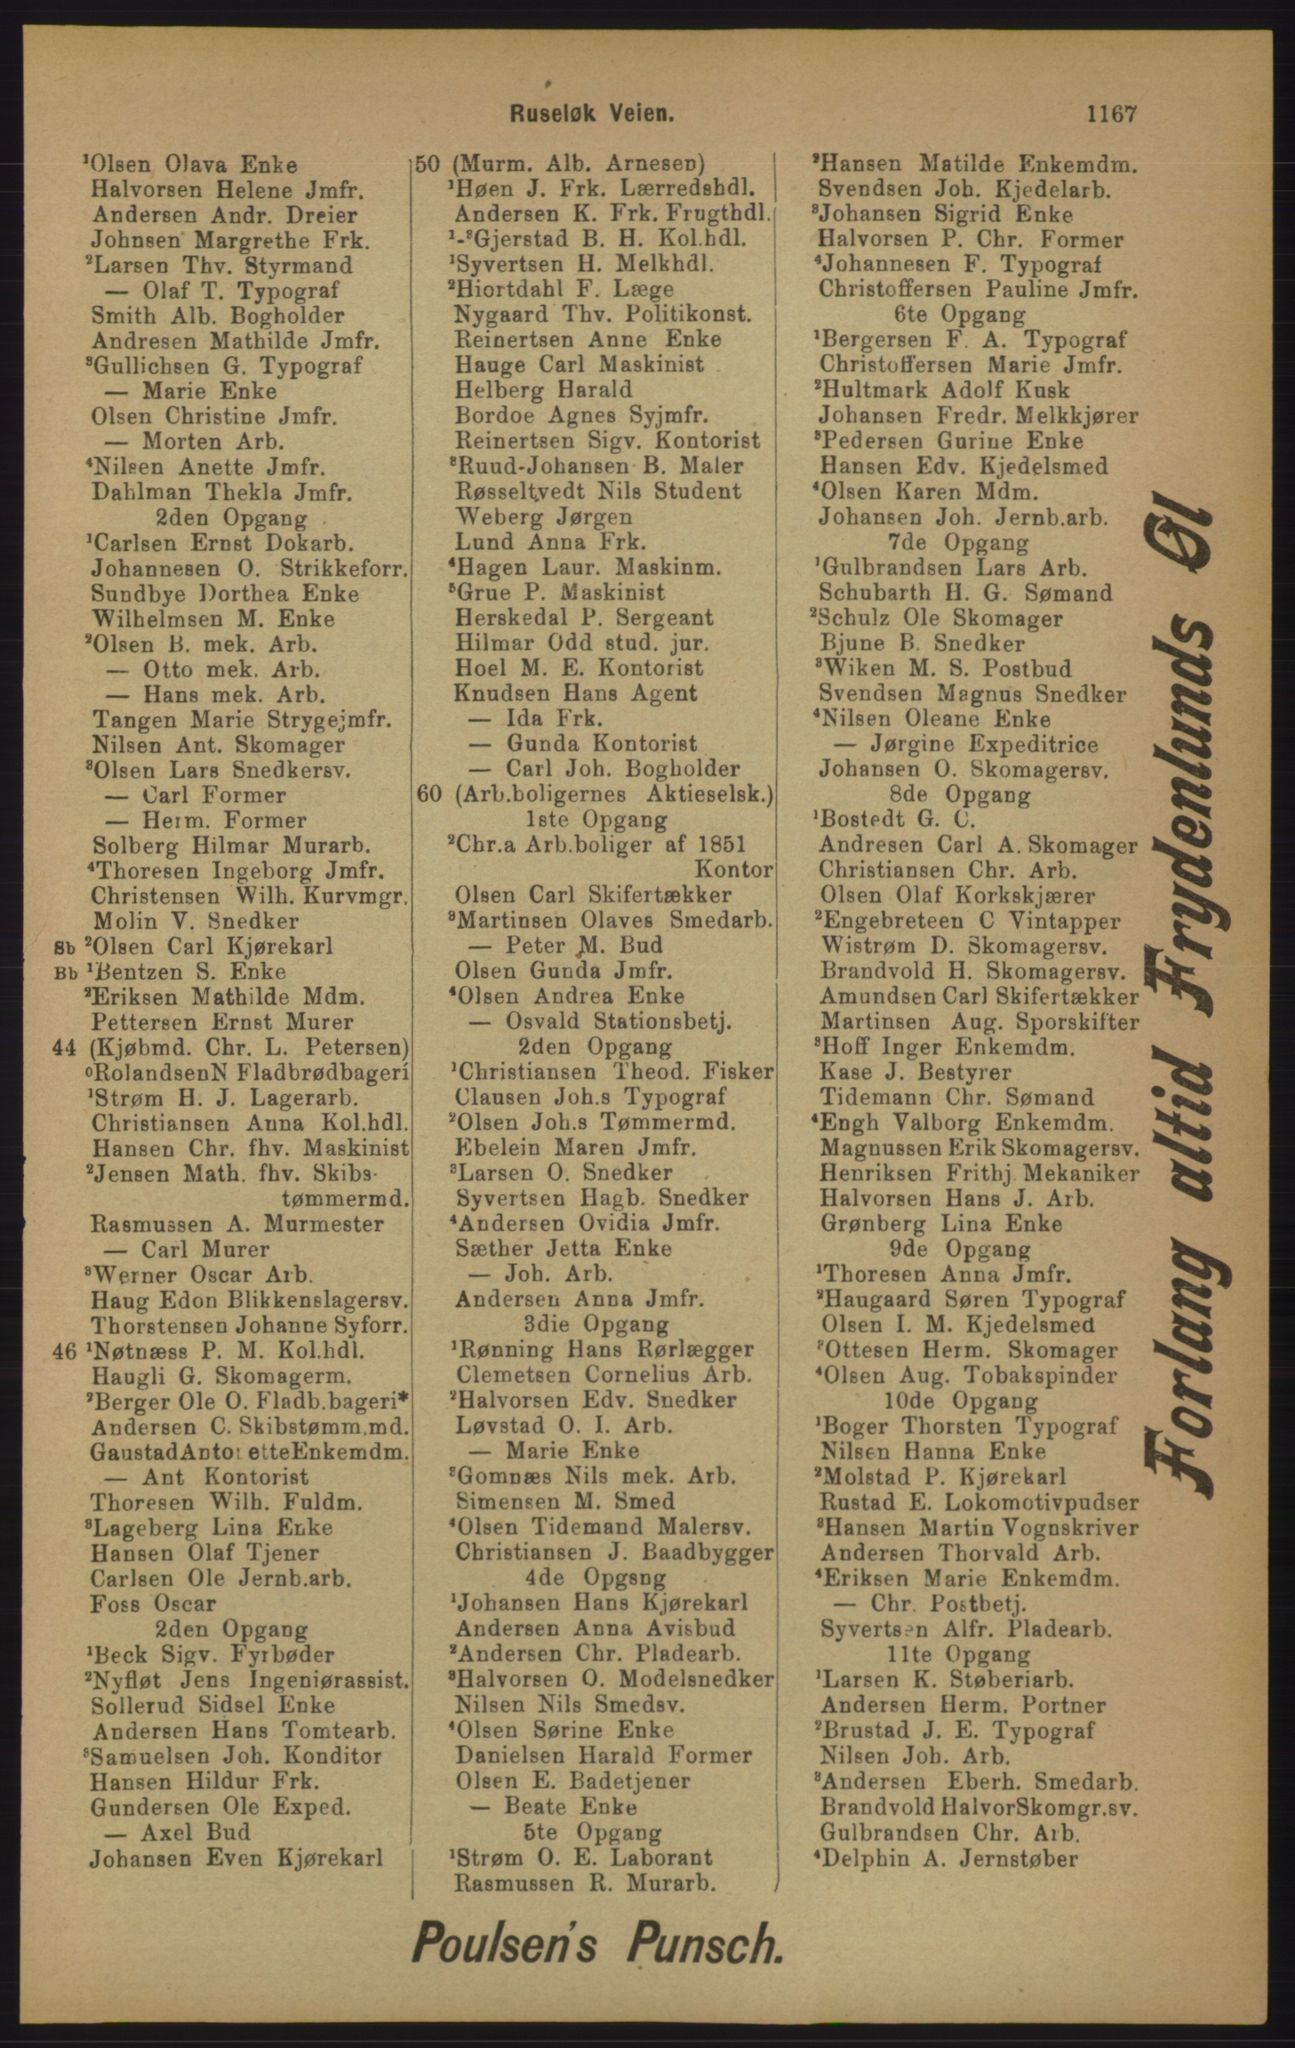 Ruseløk Veien.
1167
¹Olsen Olava Enke
Halvorsen Helene Jmfr.
Andersen Andr. Dreier
Johnsen Margrethe Frk.
²Larsen Thv. Styrmand
— Olaf T. Typograf
Smith Alb. Bogholder
Andresen Mathilde Jmfr.
³Gullichsen G. Typograf
— Marie Enke
Olsen Christine Jmfr.
— Morten Arb.
⁴Nilsen Anette Jmfr.
Dahlman Thekla Jmfr.
2den Opgang
¹Carlsen Ernst Dokarb.
Johannesen O. Strikkeforr.
Sundbye Dorthea Enke
Wilhelmsen M. Enke
²Olsen B. mek. Arb.
— Otto mek. Arb.
— Hans mek. Arb.
Tangen Marie Strygejmfr.
Nilsen Ant. Skomager
³Olsen Lars Snedkersv.
— Carl Former
— Herm. Former
Solberg Hilmar Murarb.
⁴Thoresen Ingeborg Jmfr.
Christensen Wilh. Kurvmgr.
Molin V. Snedker
Sb ²Olsen Carl Kjørekarl
Bb ¹Bentzen S. Enke
²Eriksen Mathilde Mdm.
Pettersen Ernst Murer
44 (Kjøbmd. Chr. L. Petersen)
⁰RolandsenN Fladbrødbageri
¹Strøm H. J. Lagerarb.
Christiansen Anna Kol.hdl.
Hansen Chr. fhv. Maskinist
²Jensen Math. fhv. Skibs-
tømmermd.
Rasmussen A. Murmester
— Carl Murer
³Werner Oscar Arb.
Haug Edon Blikkenslagersv.
Thorstensen Johanne Syforr.
46 ¹Nøtnæss P. M. Kol.hdl.
Haugli G. Skomagerm.
²Berger Ole O. Fladb.bageri*
Andersen C. Skibstømm.md.
GaustadAntoretteEnkemdm.
— Ant Kontorist
Thoresen Wilh. Fuldm.
³Lageberg Lina Enke
Hansen Olaf Tjener
Carlsen Ole Jernb.arb.
Foss Oscar
2den Opgang
¹Beck Sigv. Fyrbøder
²Nyfløt Jens Ingeniørassist.
Sollerud Sidsel Enke
Andersen Hans Tomtearb.
³Samuelsen Joh. Konditor
Hansen Hildur Frk.
Gundersen Ole Exped.
— Axel Bud
Johansen Even Kjørekarl
50 (Murm. Alb. Arnesen)
¹Høen J. Frk. Lærredshdl.
Andersen K. Frk. Frugthdl.
¹-³Gjerstad B. H. Kol.hdl.
¹Syvertsen H. Melkhdl.
²Hiortdahl F. Læge
Nygaard Thv. Politikonst.
Reinertsen Anne Enke
Hauge Carl Maskinist
Helberg Harald
Bordoe Agnes Syjmfr.
Reinertsen Sigv. Kontorist
³Ruud-Johansen B. Maler
Røsseltvedt Nils Student
Weberg Jørgen
Lund Anna Frk.
⁴Hagen Laur. Maskinm.
⁵Grue P. Maskinist
Herskedal P. Sergeant
Hilmar Odd stud. jur.
Hoel M. E. Kontorist
Knudsen Hans Agent
— Ida Frk.
— Gunda Kontorist
— Carl Joh. Bogholder
60 (Arb.boligernes Aktieselsk.)
1ste Opgang
²Chr.a Arb.boliger af 1851
Kontor
Olsen Carl Skifertækker
³Martinsen Olaves Smedarb.
— Peter M. Bud
Olsen Gunda Jmfr.
⁴Olsen Andrea Enke
— Osvald Stationsbetj.
2den Opgang
¹Christiansen Theod. Fisker
Clausen Joh.s Typograf
²Olsen Joh.s Tømmermd.
Ebelein Maren Jmfr.
³Larsen O. Snedker
Syvertsen Hagb. Snedker
⁴Andersen Ovidia Jmfr.
Sæther Jetta Enke
— Joh. Arb.
Andersen Anna Jmfr.
3die Opgang
¹Rønning Hans Rørlægger
Clemetsen Cornelius Arb.
²Halvorsen Edv. Snedker
Løvstad O. I. Arb.
— Marie Enke
³Gomnæs Nils mek. Arb.
Simensen M. Smed
⁴Olsen Tidemand Malersv.
Christiansen J. Baadbygger
4de Opgsng
¹Johansen Hans Kjørekarl
Andersen Anna Avisbud
²Andersen Chr. Pladearb.
³Halvorsen O. Modelsnedker
Nilsen Nils Smedsv.
⁴Olsen Sørine Enke
Danielsen Harald Former
Olsen E. Badetjener
— Beate Enke
5te Opgang
¹Strøm O. E. Laborant
Rasmussen R. Murarb.
²Hansen Matilde Enkemdm.
Svendsen Joh. Kjedelarb.
³Johansen Sigrid Enke
Halvorsen P. Chr. Former
⁴Johannesen F. Typograf
Christoffersen Pauline Jmfr.
6te Opgang
¹Bergersen F. A. Typograf
Christoffersen Marie Jmfr.
²Hultmark Adolf Kusk
Johansen Fredr. Melkkjører
³Pedersen Gurine Enke
Hansen Edv. Kjedelsmed
⁴Olsen Karen Mdm.
Johansen Joh. Jernb.arb.
7de Opgang
¹Gulbrandsen Lars Arb.
Schubarth H. G. Sømand
²Schulz Ole Skomager
Bjune B. Snedker
³Wiken M. S. Postbud
Svendsen Magnus Snedker
⁴Nilsen Oleane Enke
— Jørgine Expeditrice
Johansen O. Skomagersv.
8de Opgang
¹Bostedt G. C.
Andresen Carl A. Skomager
Christiansen Chr. Arb.
Olsen Olaf Korkskjærer
²Engebreteen C Vintapper
Wistrøm D. Skomagersv.
Brandvold H. Skomagersv.
Amundsen Carl Skifertækker
Martinsen Aug. Sporskifter
³Hoff Inger Enkemdm.
Kase J. Bestyrer
Tidemann Chr. Sømand
⁴Engh Valborg Enkemdm.
Magnussen Erik Skomagersv.
Henriksen Frithj Mekaniker
Halvorsen Hans J. Arb.
Grønberg Lina Enke
9de Opgang
¹Thoresen Anna Jmfr.
²Haugaard Søren Typograf
Olsen I. M. Kjedelsmed
³Ottesen Herm. Skomager
⁴Olsen Aug. Tobakspinder
10de Opgang
¹Boger Thorsten Typograf
Nilsen Hanna Enke
²Molstad P. Kjørekarl
Rustad E. Lokomotivpudser
³Hansen Martin Vognskriver
Andersen Thorvald Arb.
⁴Eriksen Marie Enkemdm.
— Chr. Postbetj.
Syvertsen Alfr. Pladearb.
11te Opgang
¹Larsen K. Støberiarb.
Andersen Herm. Portner
²Brustad J. E. Typograf
Nilsen Joh. Arb.
³Andersen Eberh. Smedarb.
Brandvold HalvorSkomgr.sv.
Gulbrandsen Chr. Arb.
⁴Delphin A. Jernstøber
Forlang altid Frydenlunds Øl
Poulsen's Punsch.